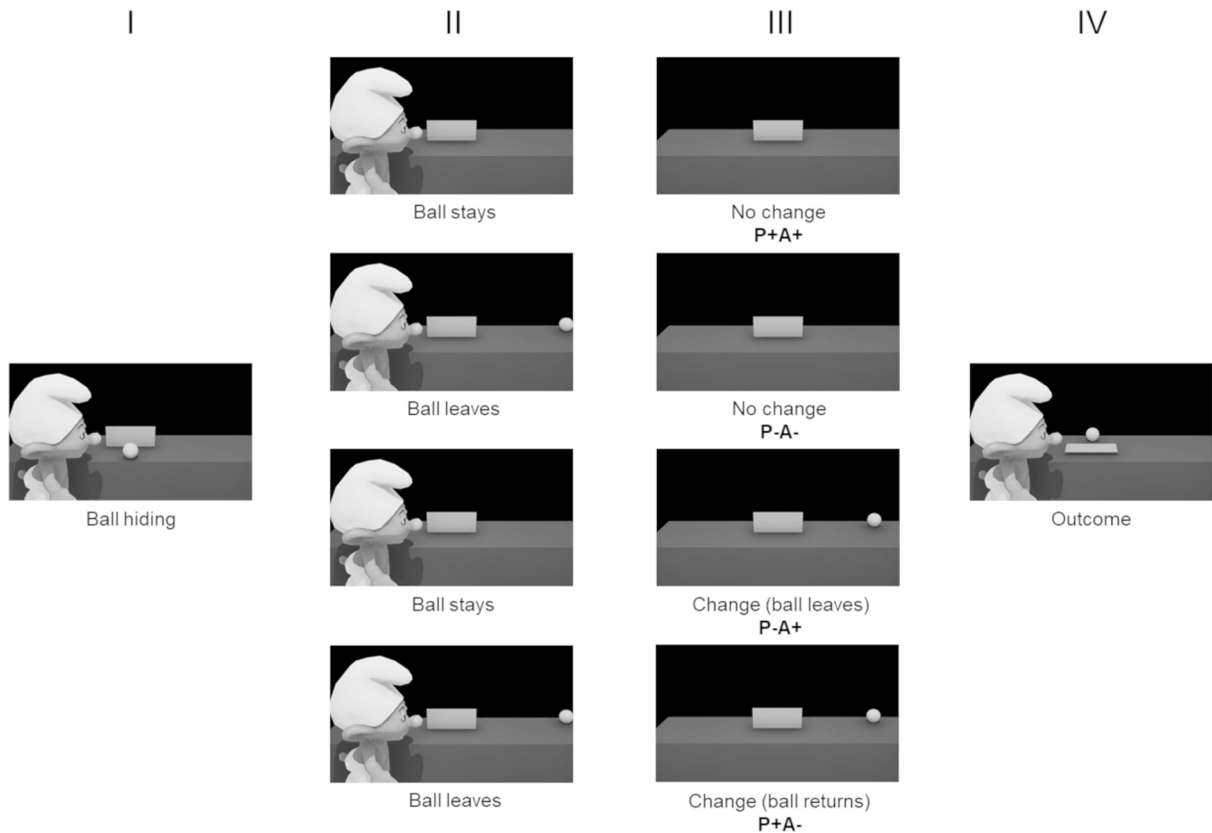 I
II
III
IV
Ball stays
No change
P+A+
Ball leaves
No change
P-A-
Ball hiding
Outcome
Ball stays
Change (ball leaves)
P-A+
Ball leaves
Change (ball returns)
P+A-